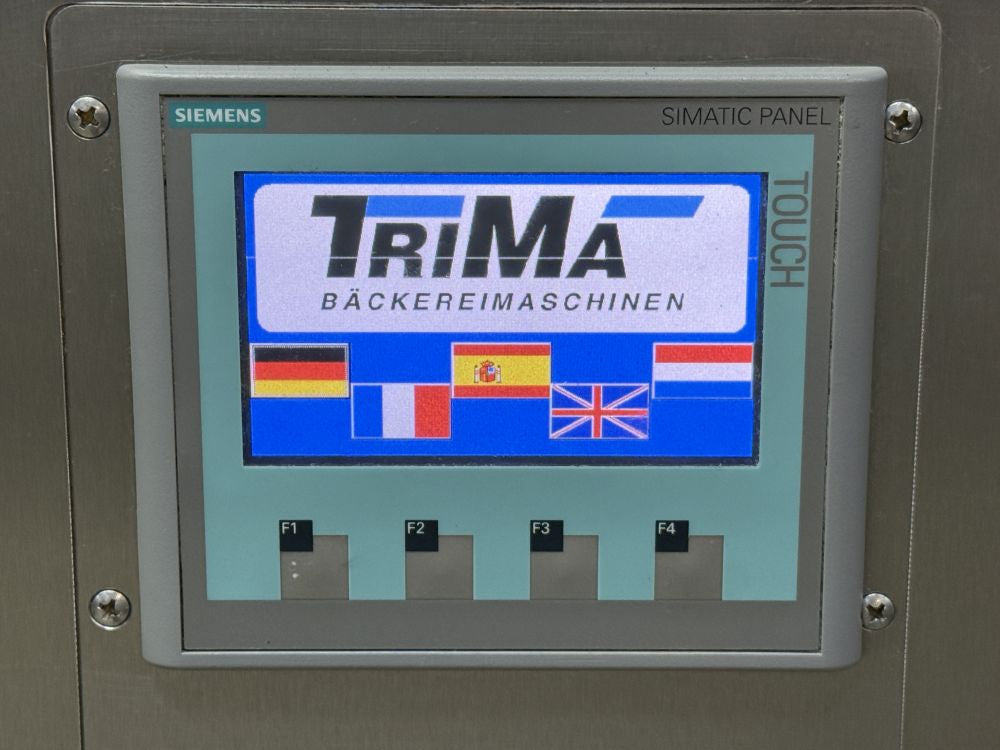 SIEMENS
SIMATIC PANEL
TOUCH
TRIMA
BÄCKEREIMASCHINEN
F1
F2
F3
F4